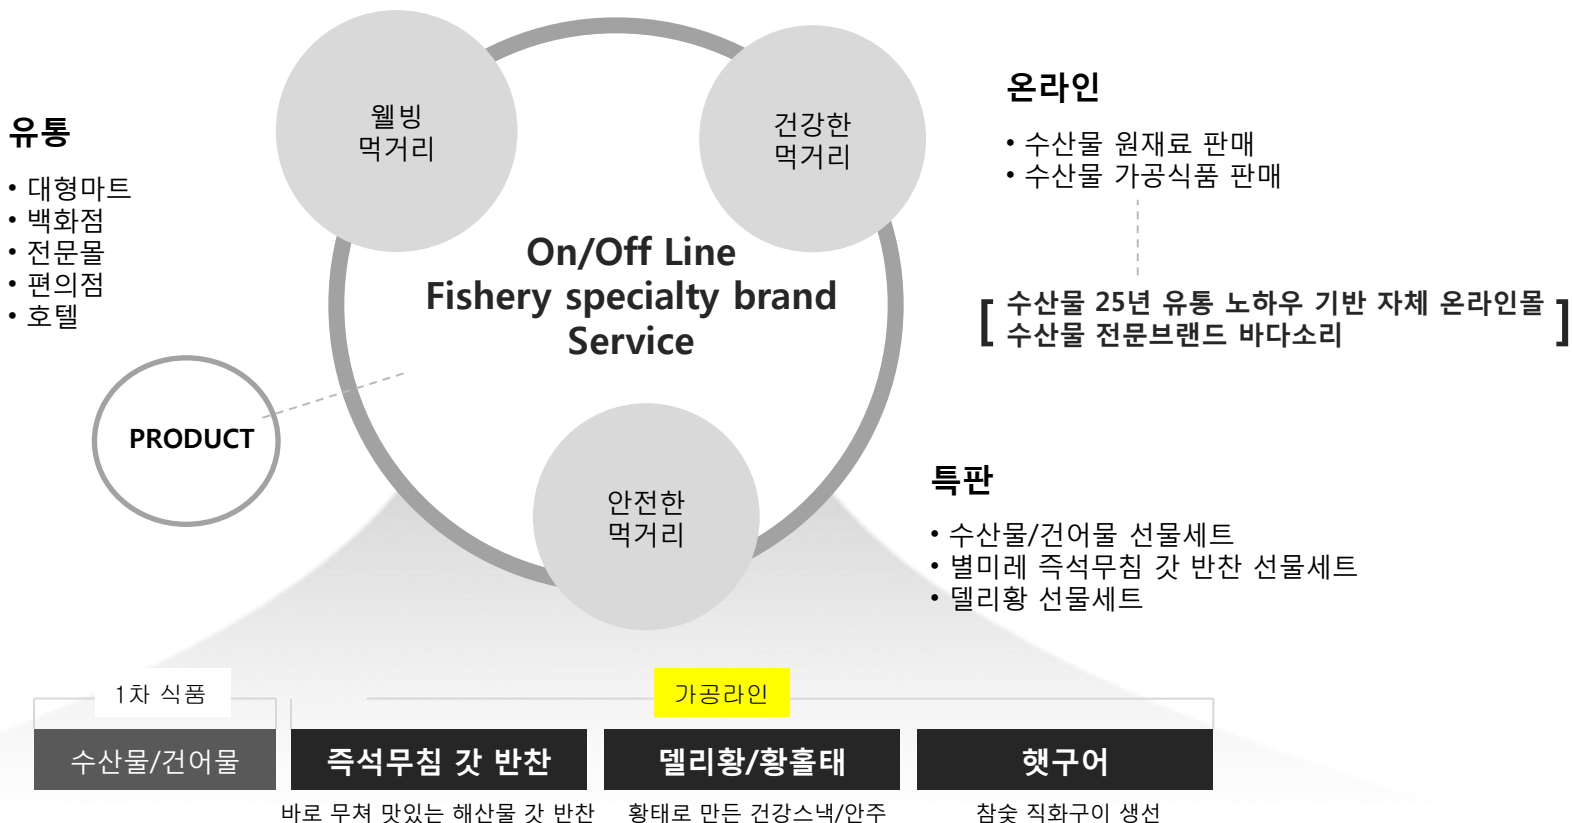 유통
• 대형마트
• 백화점
• 전문몰
• 편의점
• 호텔
웰빙
먹거리
건강한
먹거리
On/Off Line
Fishery specialty brand
Service
안전한
먹거리
PRODUCT
온라인
• 수산물 원재료 판매
• 수산물 가공식품 판매
[ 수산물 25년 유통 노하우 기반 자체 온라인몰
수산물 전문브랜드 바다소리 ]
특판
• 수산물/건어물 선물세트
• 별미레 즉석무침 갓 반찬 선물세트
• 델리황 선물세트
1차 식품
가공라인
수산물/건어물
즉석무침 갓 반찬
델리황/황홀태
햇구어
바로 무쳐 맛있는 해산물 갓 반찬
황태로 만든 건강스낵/안주
참숯 직화구이 생선